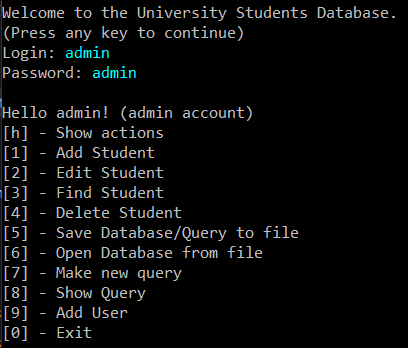 Welcome to the University Students Database.
(Press any key to continue)
Login: admin
Password: admin
Hello admin! (admin account)
[h] - Show actions
[1] - Add Student
[2] - Edit Student
[3] - Find Student
[4] - Delete Student
[5] - Save Database/Query to file
[6] - Open Database from file
[7] - Make new query
[8] - Show Query
[9] - Add User
[0] - Exit